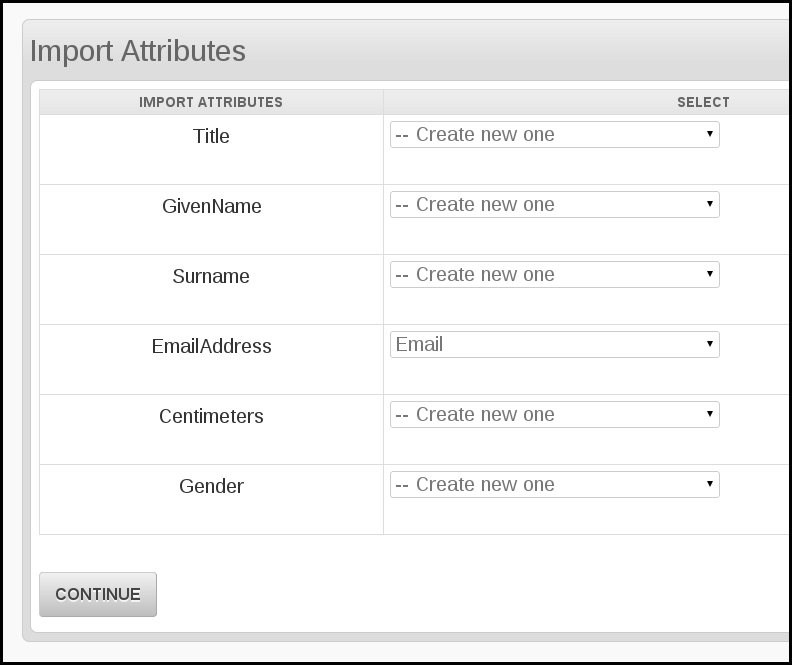 Import Attributes
IMPORT ATTRIBUTES SELECT
Title -- Create new one
GivenName -- Create new one
Surname -- Create new one
EmailAddress Email
Centimeters -- Create new one
Gender -- Create new one
CONTINUE